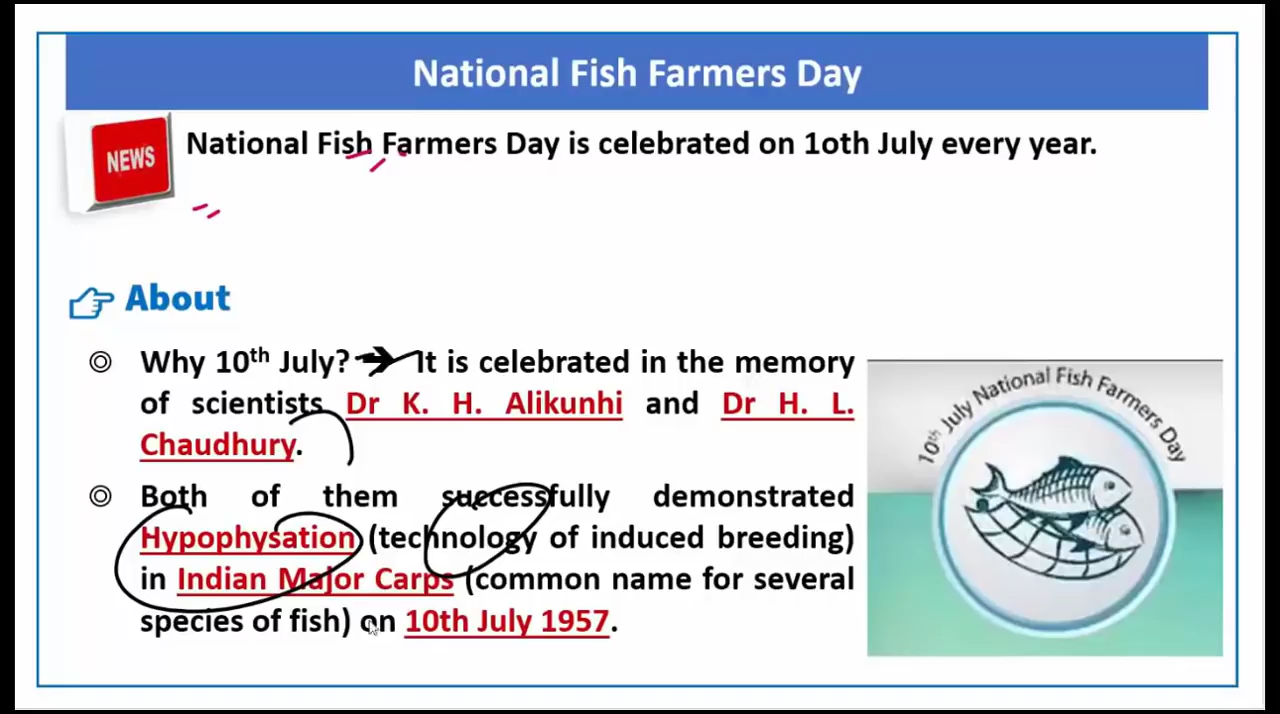 National Fish Farmers Day
NEWS
National Fish Farmers Day is celebrated on 1oth July every year.
About
Why 10th July? ➔ It is celebrated in the memory
of scientists Dr K. H. Alikunhi and Dr H. L.
Chaudhury.
Both of them successfully demonstrated
Hypophysation (technology of induced breeding)
in Indian Major Carps (common name for several
species of fish) on 10th July 1957.
10th July National Fish Farmers Day